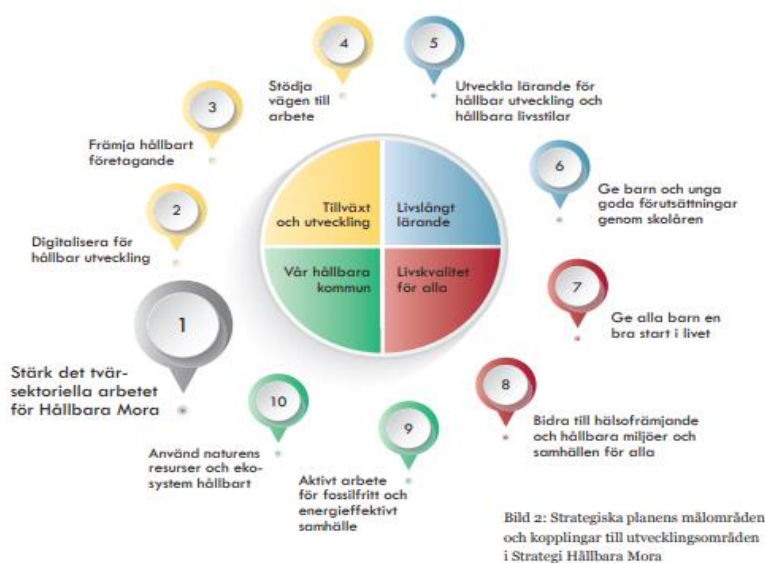 4
Stödja
vägen till
arbete
5
Utveckla lärande för
hållbar utveckling och
hållbara livsstilar
3
Främja hållbart
företagande
6
Ge barn och unga
goda förutsättningar
genom skolåren
2
Digitalisera för
hållbar utveckling
Tillväxt
och utveckling
Livslångt
lärande
Vår hållbara
kommun
Livskvalitet
för alla
7
Ge alla barn en
bra start i livet
1
Stärk det tvär-
sektoriella arbetet
för Hållbara Mora
8
Bidra till hälsofrämjande
och hållbara miljöer och
samhällen för alla
10
Använd naturens
resurser och eko-
system hållbart
9
Aktivt arbete
för fossilfritt och
energieffektivt
samhälle
Bild 2: Strategiska planens målområden
och kopplingar till utvecklingsområden
i Strategi Hållbara Mora